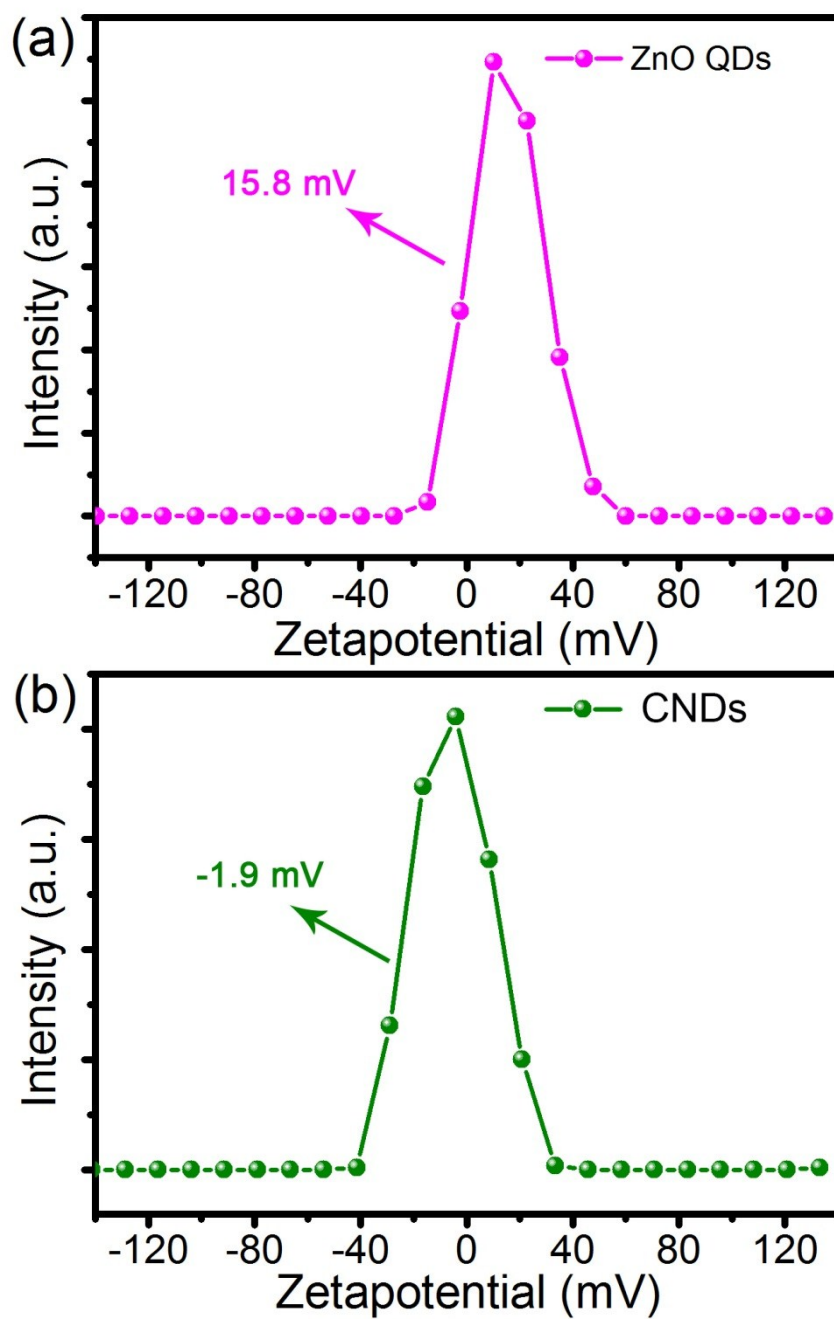 (a)
ZnO QDs
15.8 mV
Intensity (a.u.)
-120 -80 -40 0 40 80 120
Zetapotential (mV)
(b)
CNDs
-1.9 mV
Intensity (a.u.)
-120 -80 -40 0 40 80 120
Zetapotential (mV)